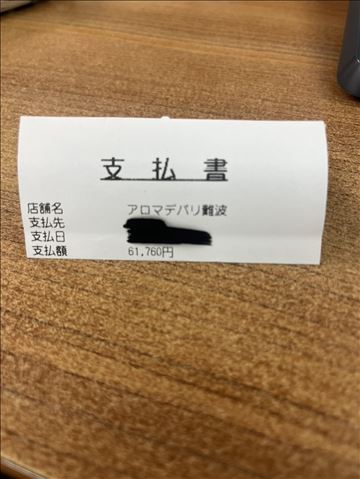 支払書
店舗名 アロマデバリ難波
支払先
支払日
支払額 61,760円